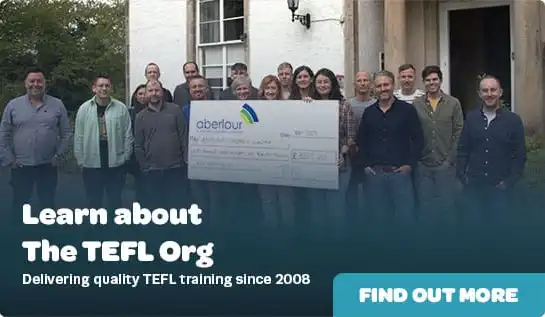 aberlour
Learn about
The TEFL Org
Delivering quality TEFL training since 2008
FIND OUT MORE